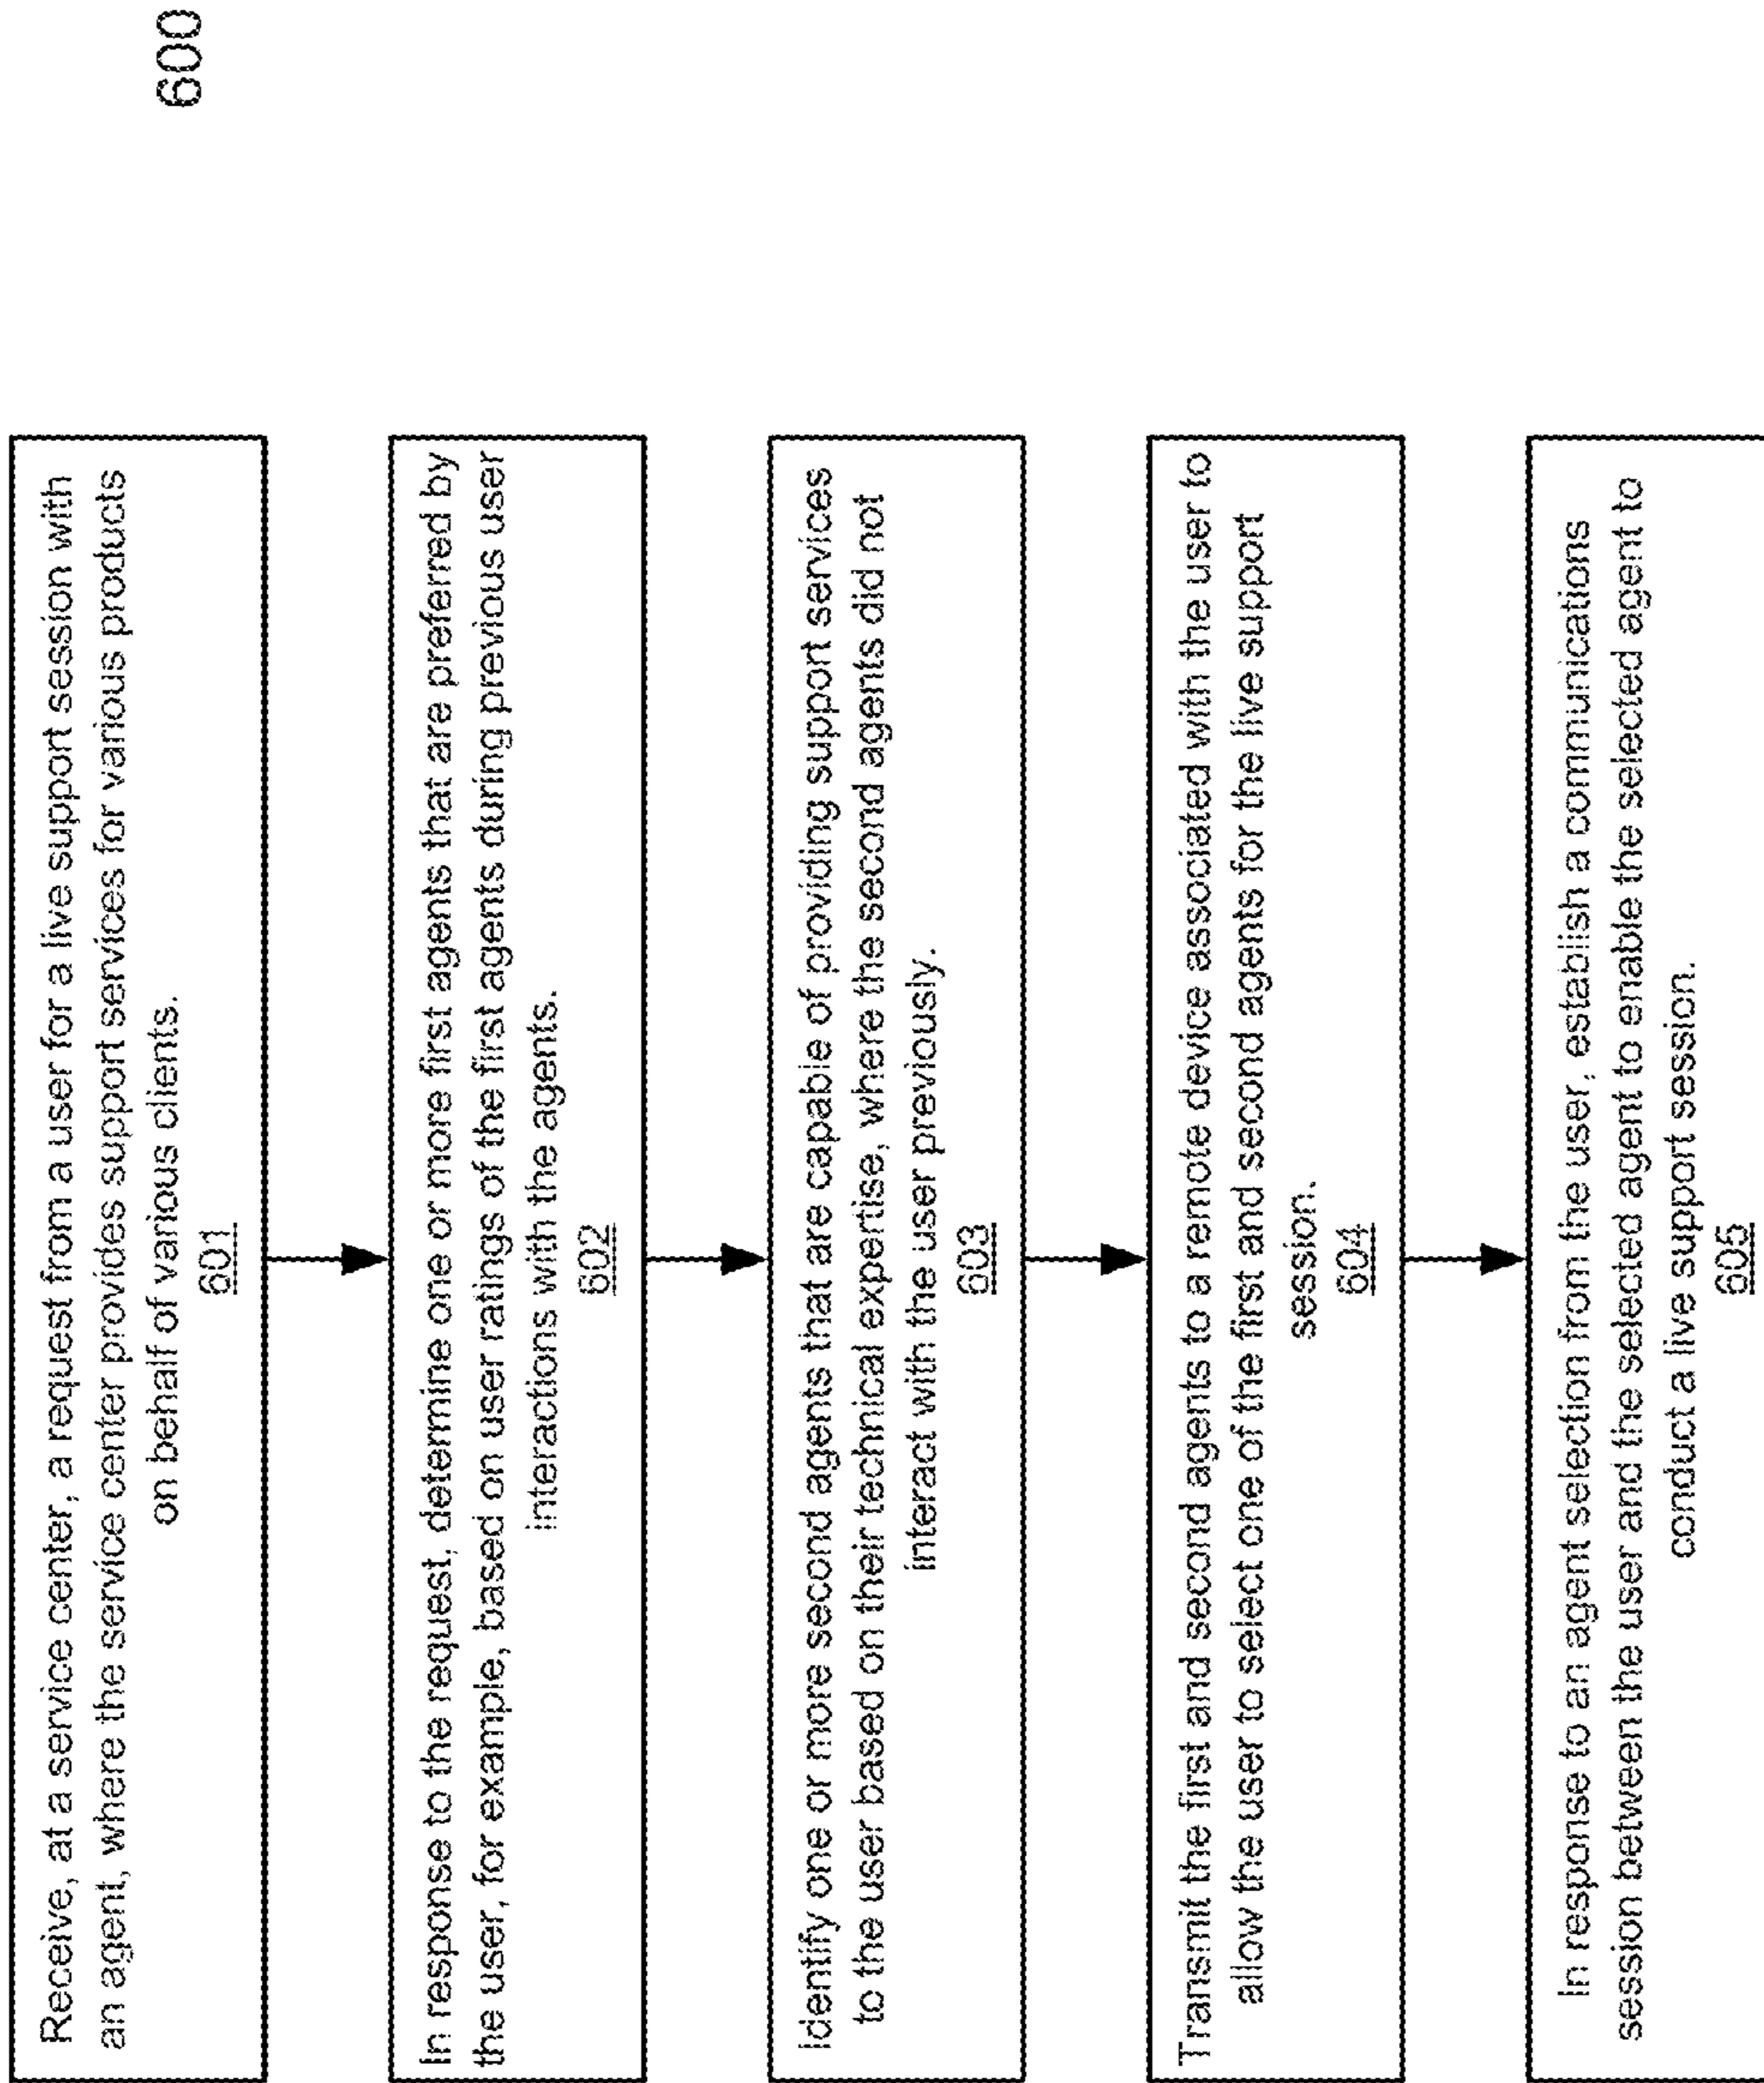 600
Receive, at a service center, a request from a user for a live support session with
an agent, where the service center provides support services for various products
on behalf of various clients.
601
In response to the request, determine one or more first agents that are preferred by
the user, for example, based on user ratings of the first agents during previous user
interactions with the agents.
602
Identify one or more second agents that are capable of providing support services
to the user based on their technical expertise, where the second agents did not
interact with the user previously.
603
Transmit the first and second agents to a remote device associated with the user to
allow the user to select one of the first and second agents for the live support
session.
604
In response to an agent selection from the user, establish a communications
session between the user and the selected agent to enable the selected agent to
conduct a live support session.
605